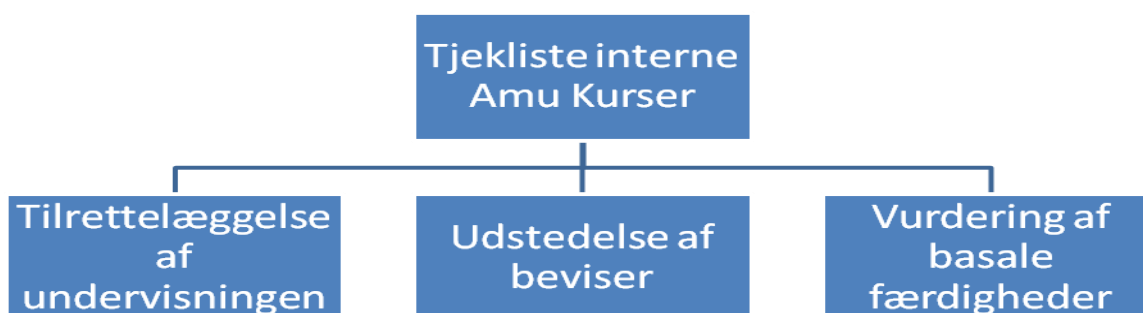 Tjekliste interne
Amu Kurser
Tilrettelæggelse
af
undervisningen
Udstedelse af
beviser
Vurdering af
basale
færdigheder